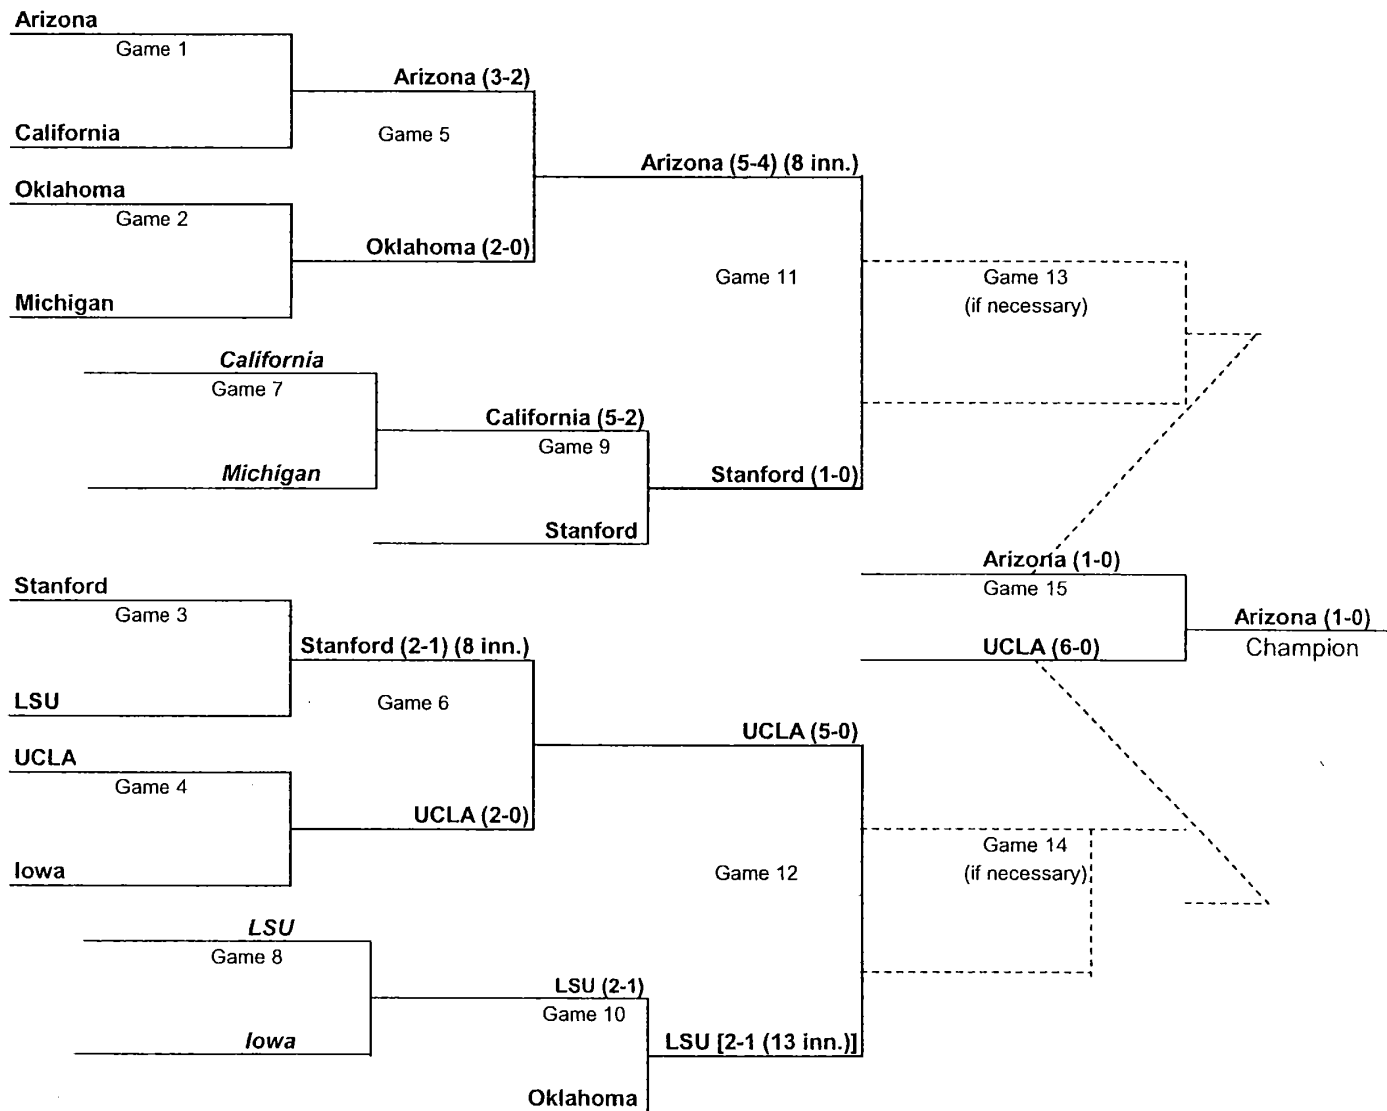 Arizona
Game 1
Arizona (3-2)
California
Game 5
Arizona (5-4) (8 inn.)
Oklahoma
Game 2
Oklahoma (2-0)
Michigan
Game 11
Game 13
(if necessary)
California
Game 7
California (5-2)
Game 9
Michigan
Stanford (1-0)
Stanford
Arizona (1-0)
Game 15
Arizona (1-0)
Champion
UCLA (6-0)
Stanford
Game 3
Stanford (2-1) (8 inn.)
LSU
Game 6
UCLA (5-0)
UCLA
Game 4
UCLA (2-0)
Iowa
Game 12
Game 14
(if necessary)
LSU
Game 8
LSU (2-1)
Game 10
Iowa
LSU [2-1 (13 inn.)]
Oklahoma